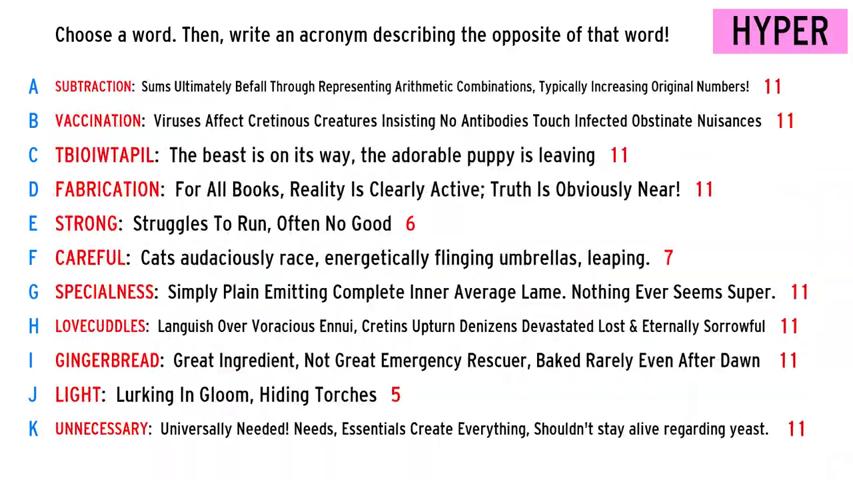 Choose a word. Then, write an acronym describing the opposite of that word!
HYPER
A SUBTRACTION: Sums Ultimately Befall Through Representing Arithmetic Combinations, Typically Increasing Original Numbers! 11
B VACCINATION: Viruses Affect Cretinous Creatures Insisting No Antibodies Touch Infected Obstinate Nuisances 11
C TBIOIWTAPIL: The beast is on its way, the adorable puppy is leaving 11
D FABRICATION: For All Books, Reality Is Clearly Active; Truth Is Obviously Near! 11
E STRONG: Struggles To Run, Often No Good 6
F CAREFUL: Cats audaciously race, energetically flinging umbrellas, leaping. 7
G SPECIALNESS: Simply Plain Emitting Complete Inner Average Lame. Nothing Ever Seems Super. 11
H LOVECUDDLES: Languish Over Voracious Ennui, Cretins Upturn Denizens Devastated Lost & Eternally Sorrowful 11
I GINGERBREAD: Great Ingredient, Not Great Emergency Rescuer, Baked Rarely Even After Dawn 11
J LIGHT: Lurking In Gloom, Hiding Torches 5
K UNNECESSARY: Universally Needed! Needs, Essentials Create Everything, Shouldn't stay alive regarding yeast. 11